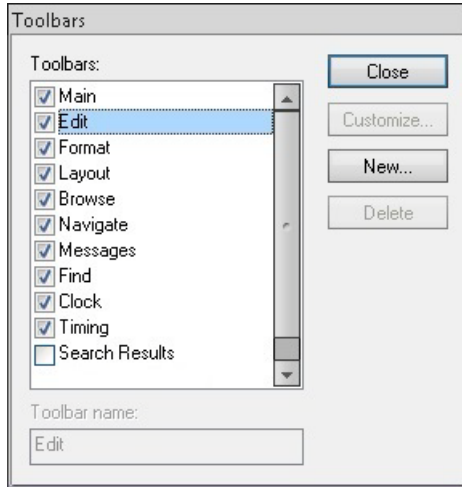 Toolbars
Toolbars:
Main
Edit
Format
Layout
Browse
Navigate
Messages
Find
Clock
Timing
Search Results
Close
Customize...
New...
Delete
Toolbar name:
Edit